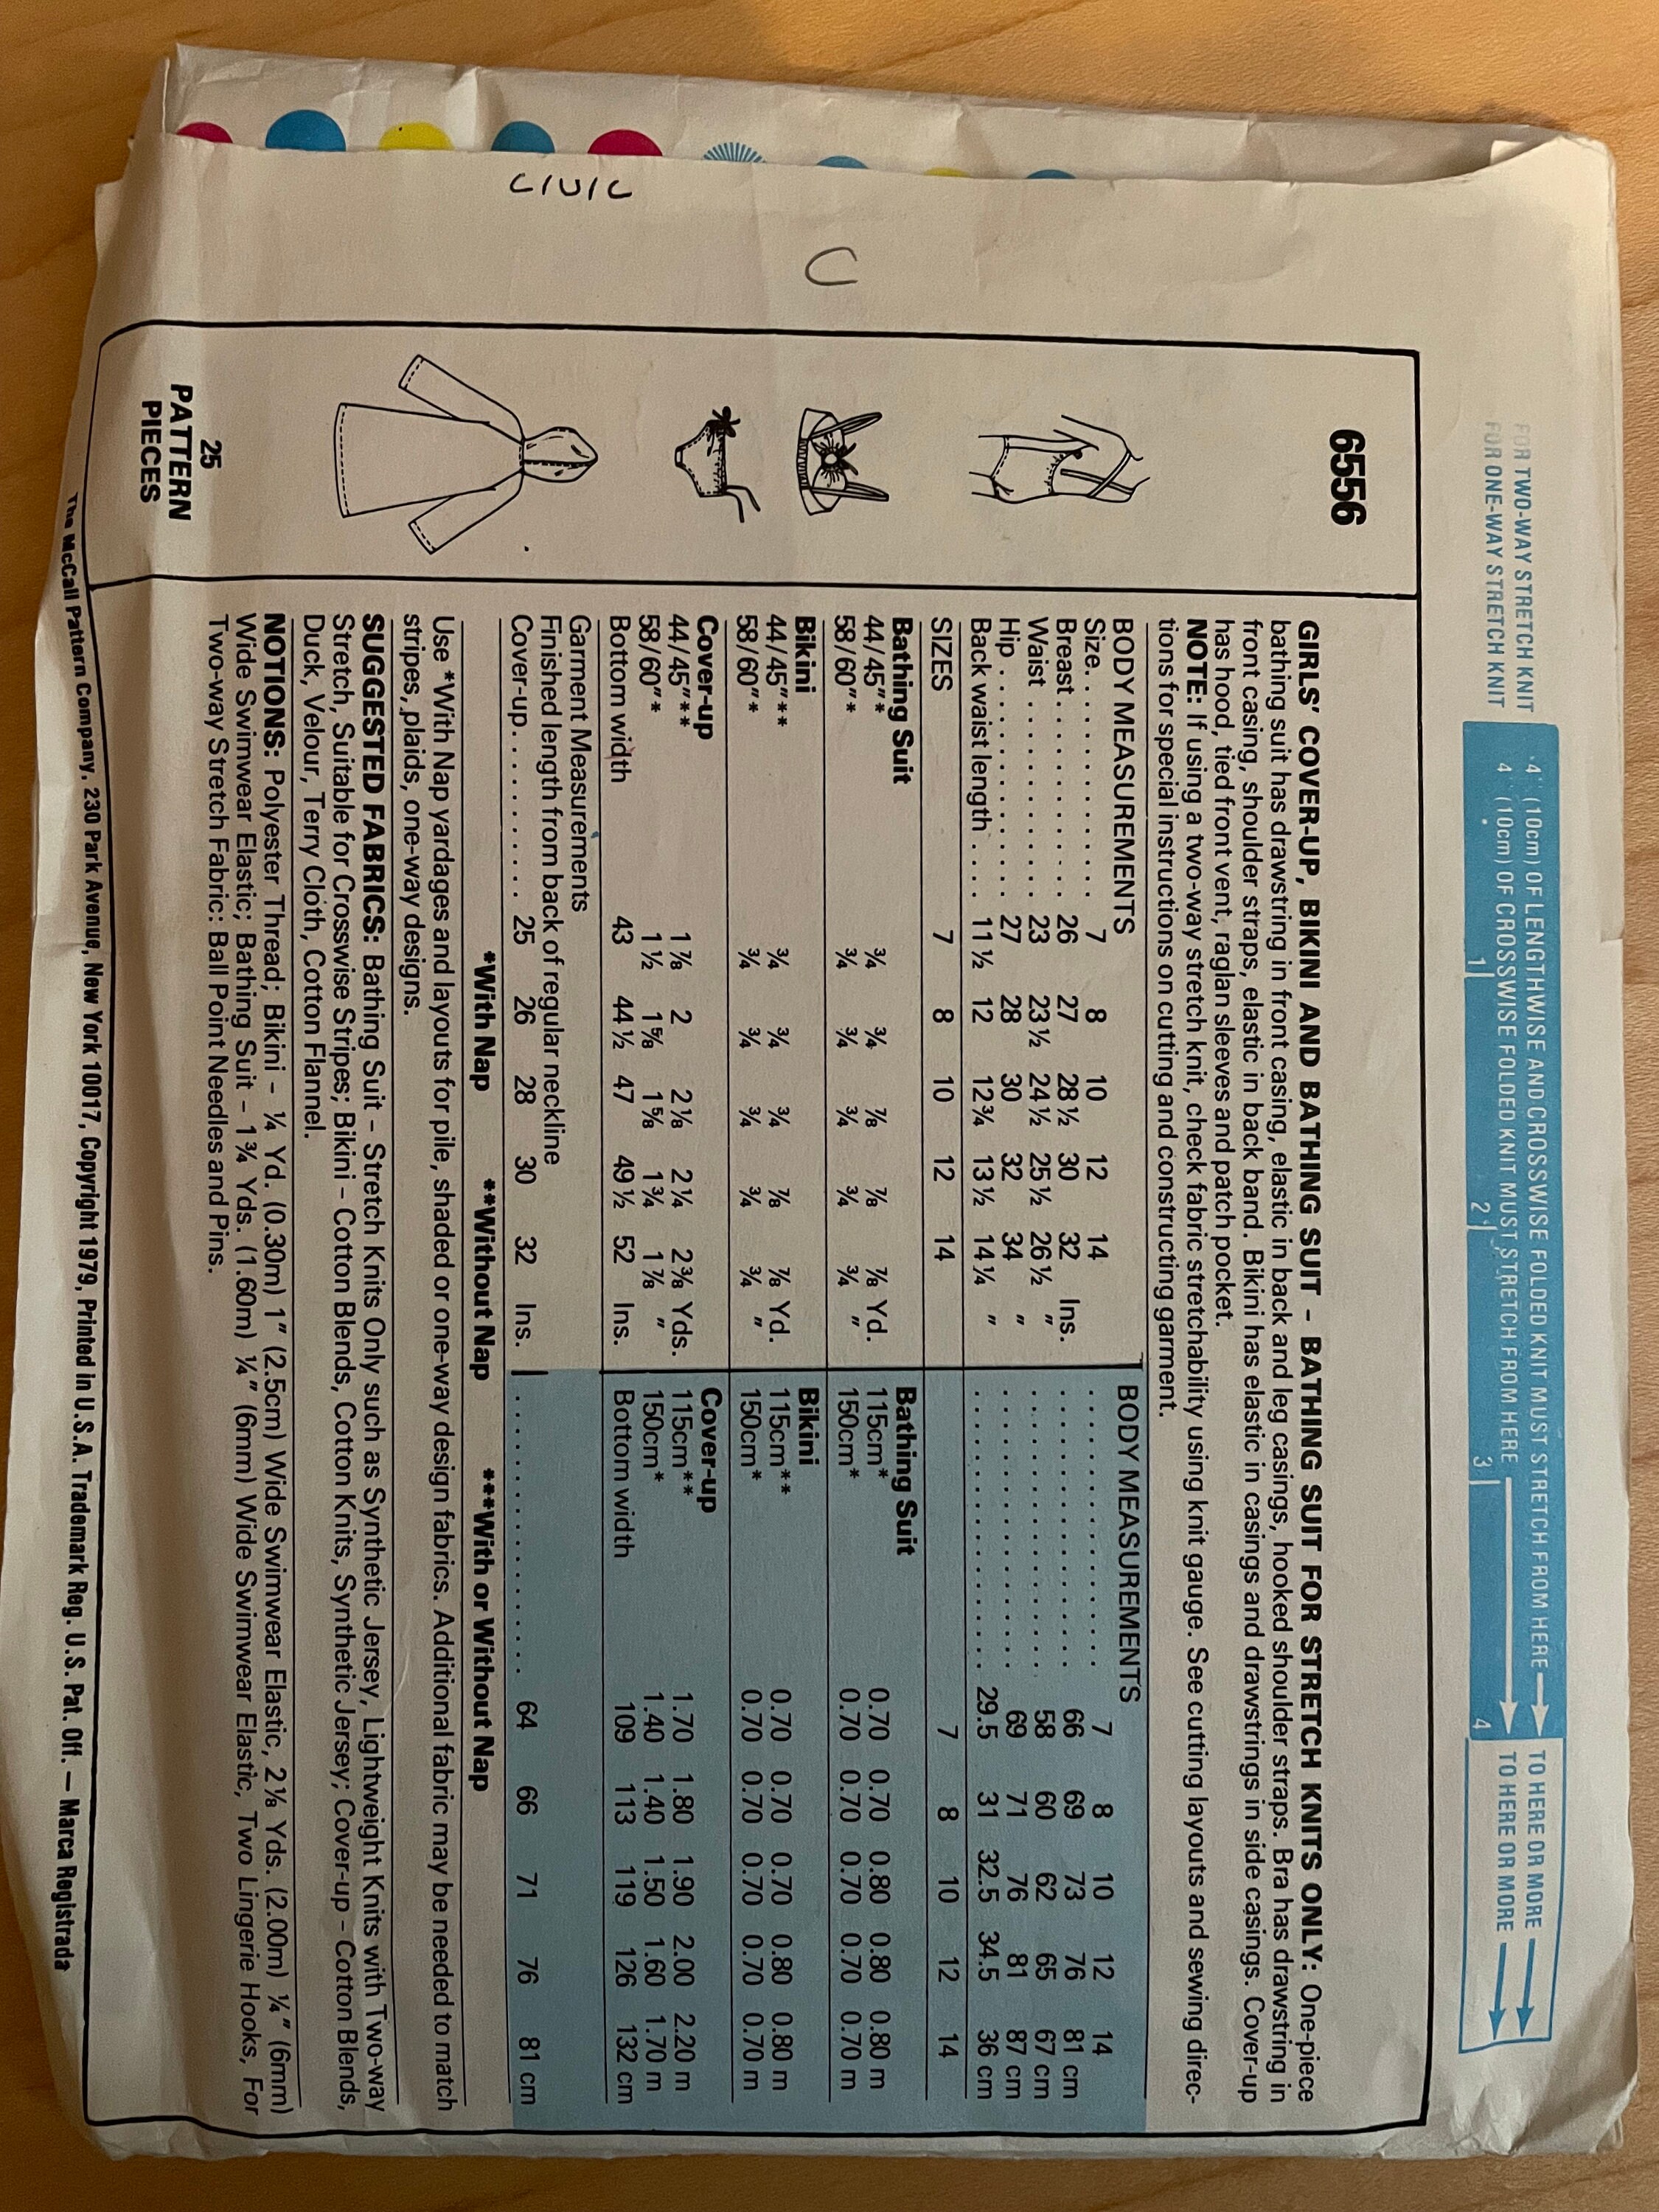 FOR TWO-WAY STRETCH KNIT 4" (10cm) OF LENGTHWISE AND CROSSWISE FOLDED KNIT MUST STRETCH FROM HERE TO HERE OR MORE
FOR ONE-WAY STRETCH KNIT 4" (10cm) OF CROSSWISE FOLDED KNIT MUST STRETCH FROM HERE TO HERE OR MORE
1 2 3 4
6556
GIRLS' COVER-UP, BIKINI AND BATHING SUIT – BATHING SUIT FOR STRETCH KNITS ONLY: One-piece
bathing suit has drawstring in front casing, elastic in back and leg casings, hooked shoulder straps. Bra has drawstring in
front casing, shoulder straps, elastic in back band. Bikini has elastic in casings and drawstrings in side casings. Cover-up
has hood, tied front vent, raglan sleeves and patch pocket.
NOTE: If using a two-way stretch knit, check fabric stretchability using knit gauge. See cutting layouts and sewing direc-
tions for special instructions on cutting and constructing garment.
BODY MEASUREMENTS BODY MEASUREMENTS
Size. . . . . . . . . . . . 7 8 10 12 14 . . . . . . . . . . . . . . . . . 7 8 10 12 14
Breast . . . . . . . . . . 26 27 28½ 30 32 Ins. . . . . . . . . . . . . . . . . . 66 69 73 76 81 cm
Waist . . . . . . . . . . . 23 23½ 24½ 25½ 26½ " . . . . . . . . . . . . . . . . . 58 60 62 65 67 cm
Hip . . . . . . . . . . . . 27 28 30 32 34 " . . . . . . . . . . . . . . . . . 69 71 76 81 87 cm
Back waist length . . . . 11½ 12 12¾ 13½ 14¼ " . . . . . . . . . . . . . . . . . 29.5 31 32.5 34.5 36 cm
SIZES 7 8 10 12 14 7 8 10 12 14
Bathing Suit Bathing Suit
44/45"* ¾ ¾ ⅞ ⅞ ⅞ Yd. 115cm* 0.70 0.70 0.80 0.80 0.80 m
58/60"* ¾ ¾ ¾ ¾ ¾ " 150cm* 0.70 0.70 0.70 0.70 0.70 m
Bikini Bikini
44/45"** ¾ ¾ ¾ ⅞ ⅞ Yd. 115cm** 0.70 0.70 0.70 0.80 0.80 m
58/60"* ¾ ¾ ¾ ¾ ¾ " 150cm* 0.70 0.70 0.70 0.70 0.70 m
Cover-up Cover-up
44/45"** 1⅞ 2 2⅛ 2¼ 2⅜ Yds. 115cm** 1.70 1.80 1.90 2.00 2.20 m
58/60"* 1½ 1⅝ 1⅝ 1¾ 1⅞ " 150cm* 1.40 1.40 1.50 1.60 1.70 m
Bottom width 43 44½ 47 49½ 52 Ins. Bottom width 109 113 119 126 132 cm
Garment Measurements
Finished length from back of regular neckline
Cover-up. . . . . . . . . . 25 26 28 30 32 Ins. . . . . . . . . . . . . . . . . . 64 66 71 76 81 cm
*With Nap **Without Nap ***With or Without Nap
Use *With Nap yardages and layouts for pile, shaded or one-way design fabrics. Additional fabric may be needed to match
stripes, plaids, one-way designs.
SUGGESTED FABRICS: Bathing Suit – Stretch Knits Only such as Synthetic Jersey, Lightweight Knits with Two-way
Stretch, Suitable for Crosswise Stripes; Bikini – Cotton Blends, Cotton Knits, Synthetic Jersey; Cover-up – Cotton Blends,
Duck, Velour, Terry Cloth, Cotton Flannel.
NOTIONS: Polyester Thread; Bikini – ¼ Yd. (0.30m) 1" (2.5cm) Wide Swimwear Elastic, 2⅛ Yds. (2.00m) ¼" (6mm)
Wide Swimwear Elastic; Bathing Suit – 1¾ Yds. (1.60m) ¼" (6mm) Wide Swimwear Elastic, Two Lingerie Hooks, For
Two-way Stretch Fabric: Ball Point Needles and Pins.
25
PATTERN
PIECES
The McCall Pattern Company, 230 Park Avenue, New York 10017, Copyright 1979, Printed in U.S.A. Trademark Reg. U.S. Pat. Off. — Marca Registrada